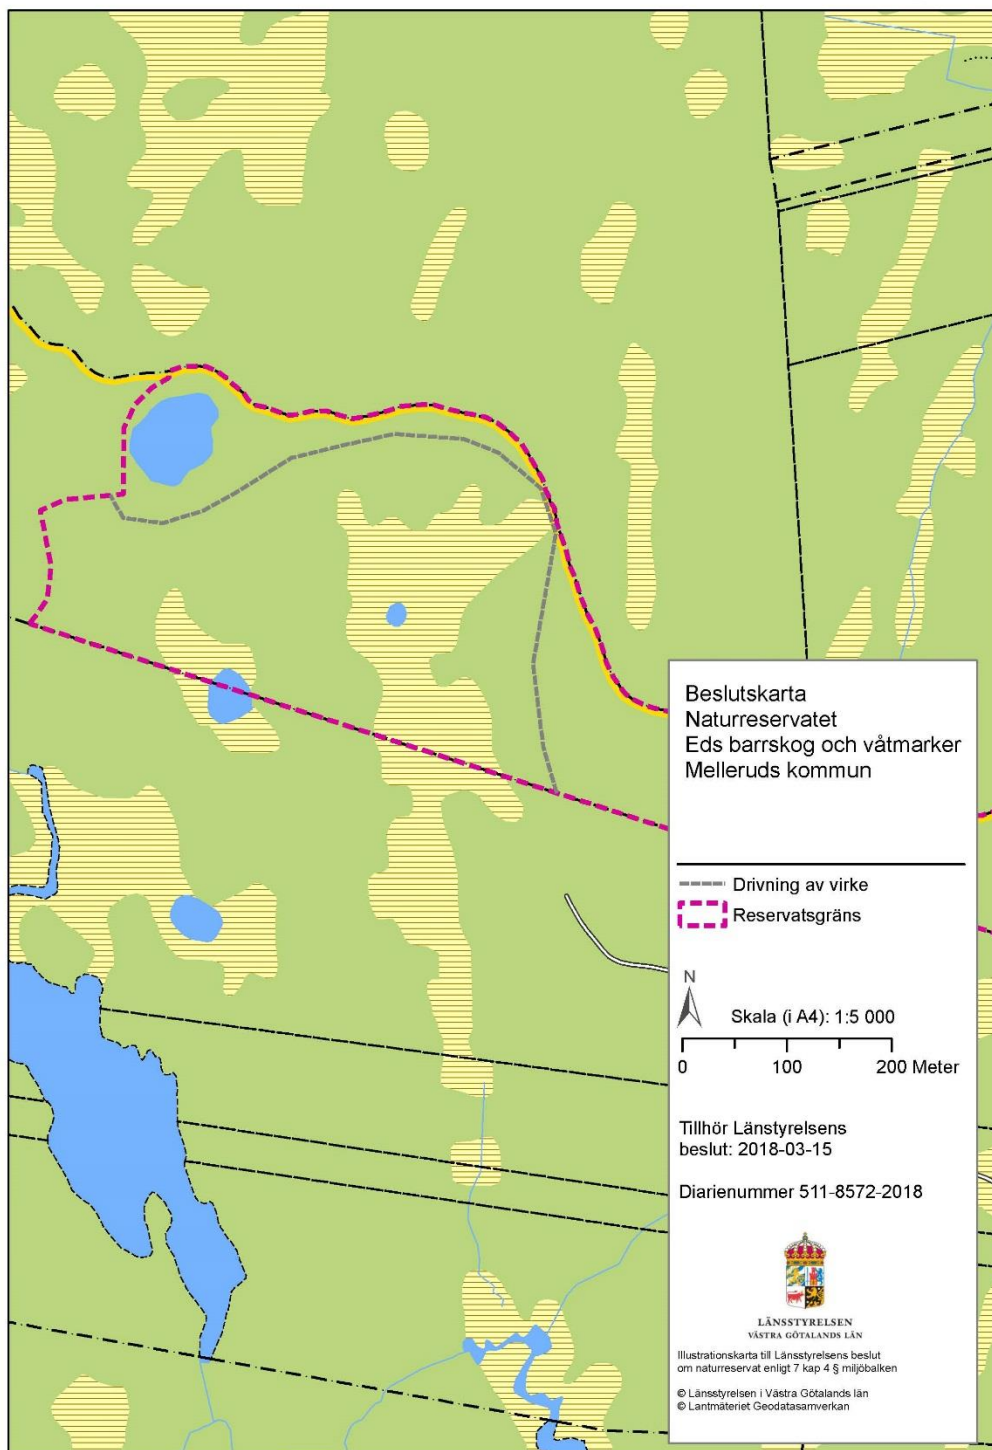 Beslutskarta
Naturreservatet
Eds barrskog och våtmarker
Melleruds kommun
Drivning av virke
Reservatsgräns
N
Skala (i A4): 1:5 000
0 100 200 Meter
Tillhör Länstyrelsens
beslut: 2018-03-15
Diarienummer 511-8572-2018
LÄNSSTYRELSEN
VÄSTRA GÖTALANDS LÄN
Illustrationskarta till Länsstyrelsens beslut
om naturreservat enligt 7 kap 4 § miljöbalken
© Länsstyrelsen i Västra Götalands län
© Lantmäteriet Geodatasamverkan